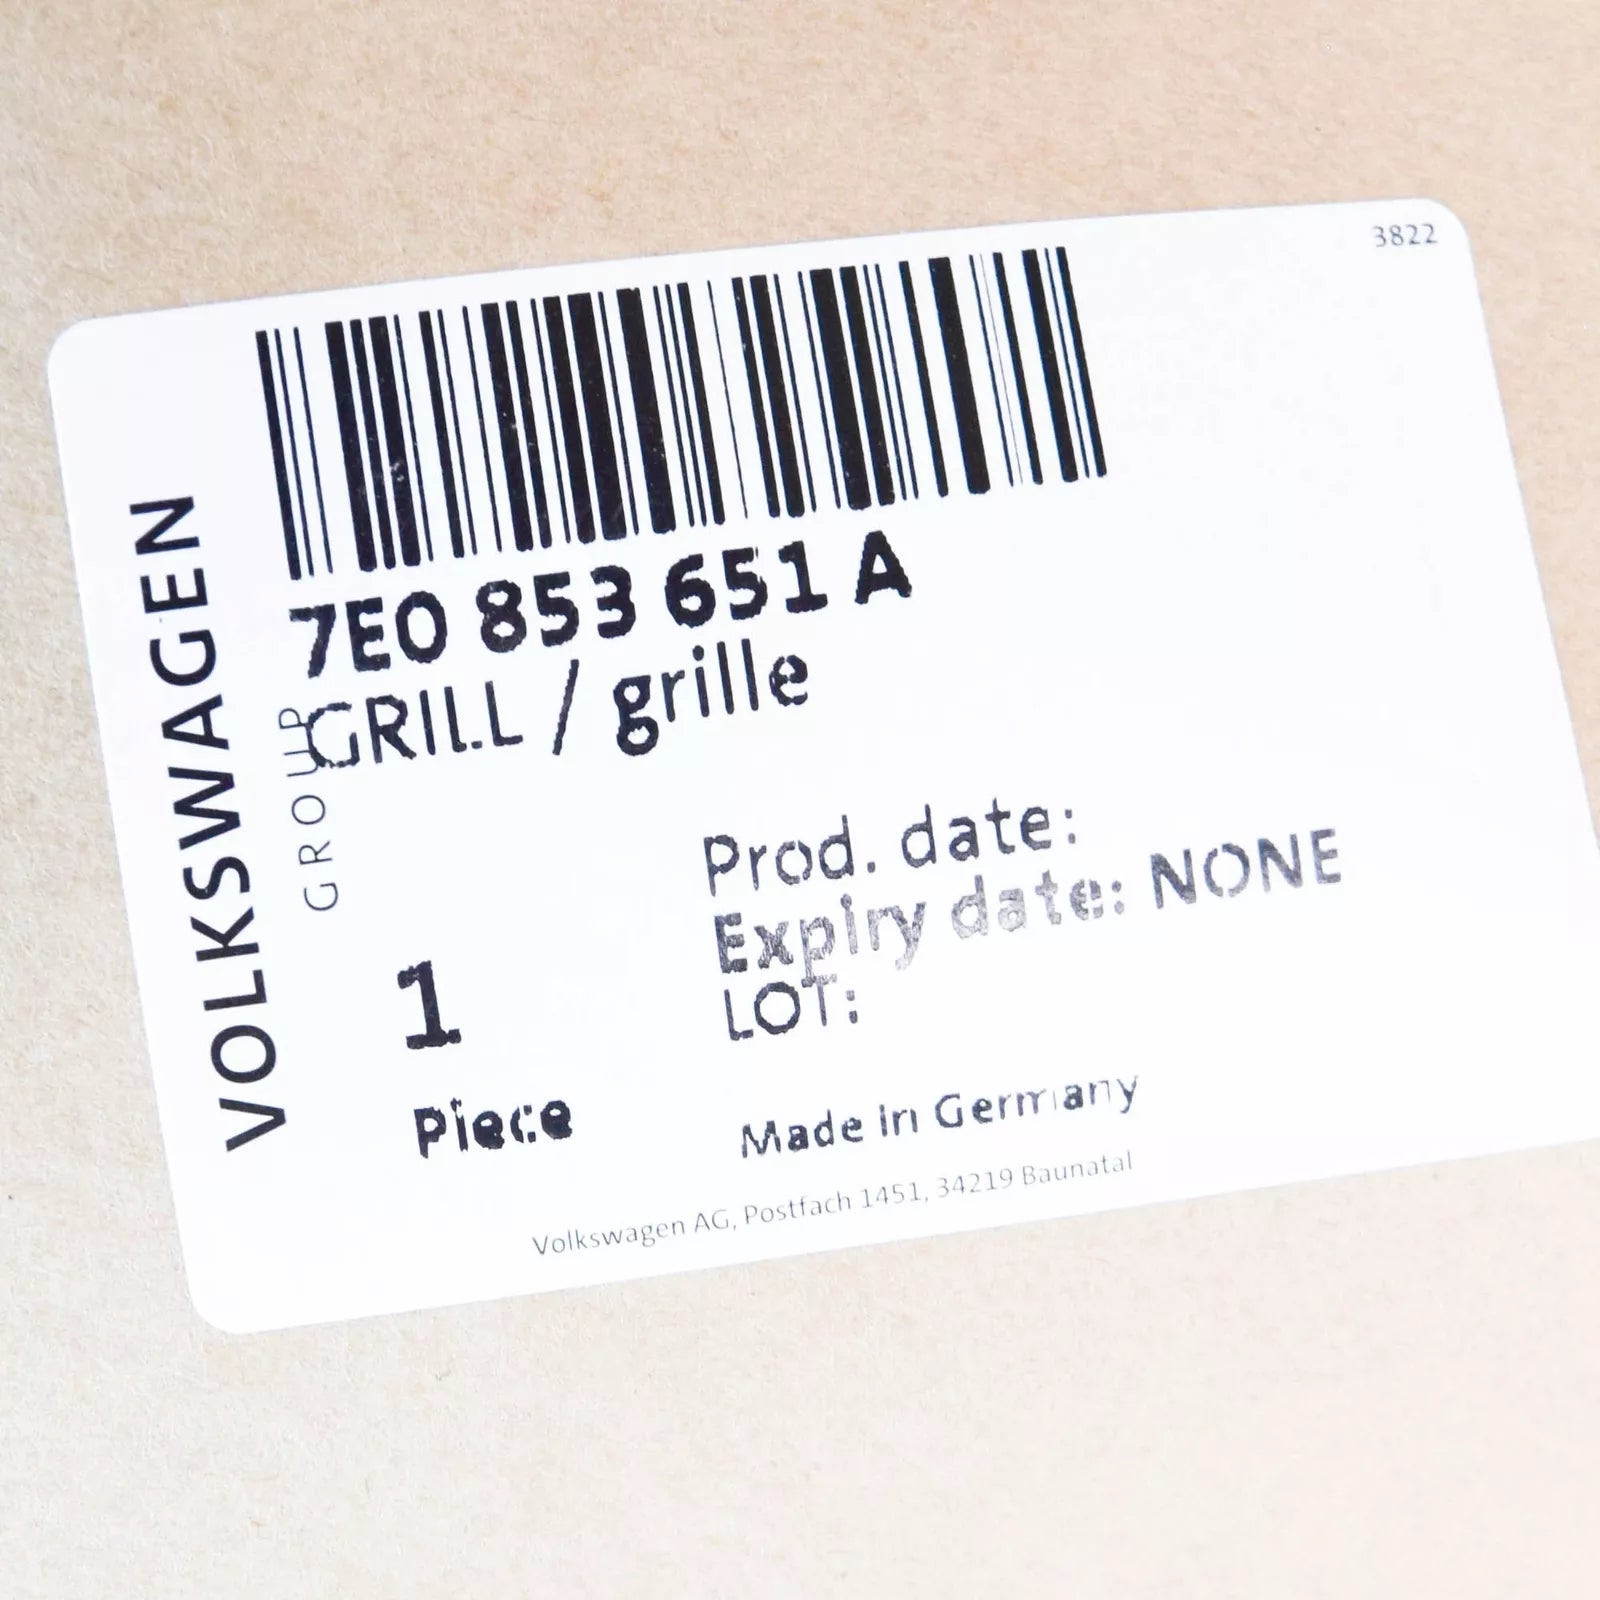 3822
VOLKSWAGEN
GROUP
7E0 853 651 A
GRILL / grille
Prod. date:
Expiry date: NONE
LOT:
1
Piece
Made in Germany
Volkswagen AG, Postfach 1451, 34219 Baunatal